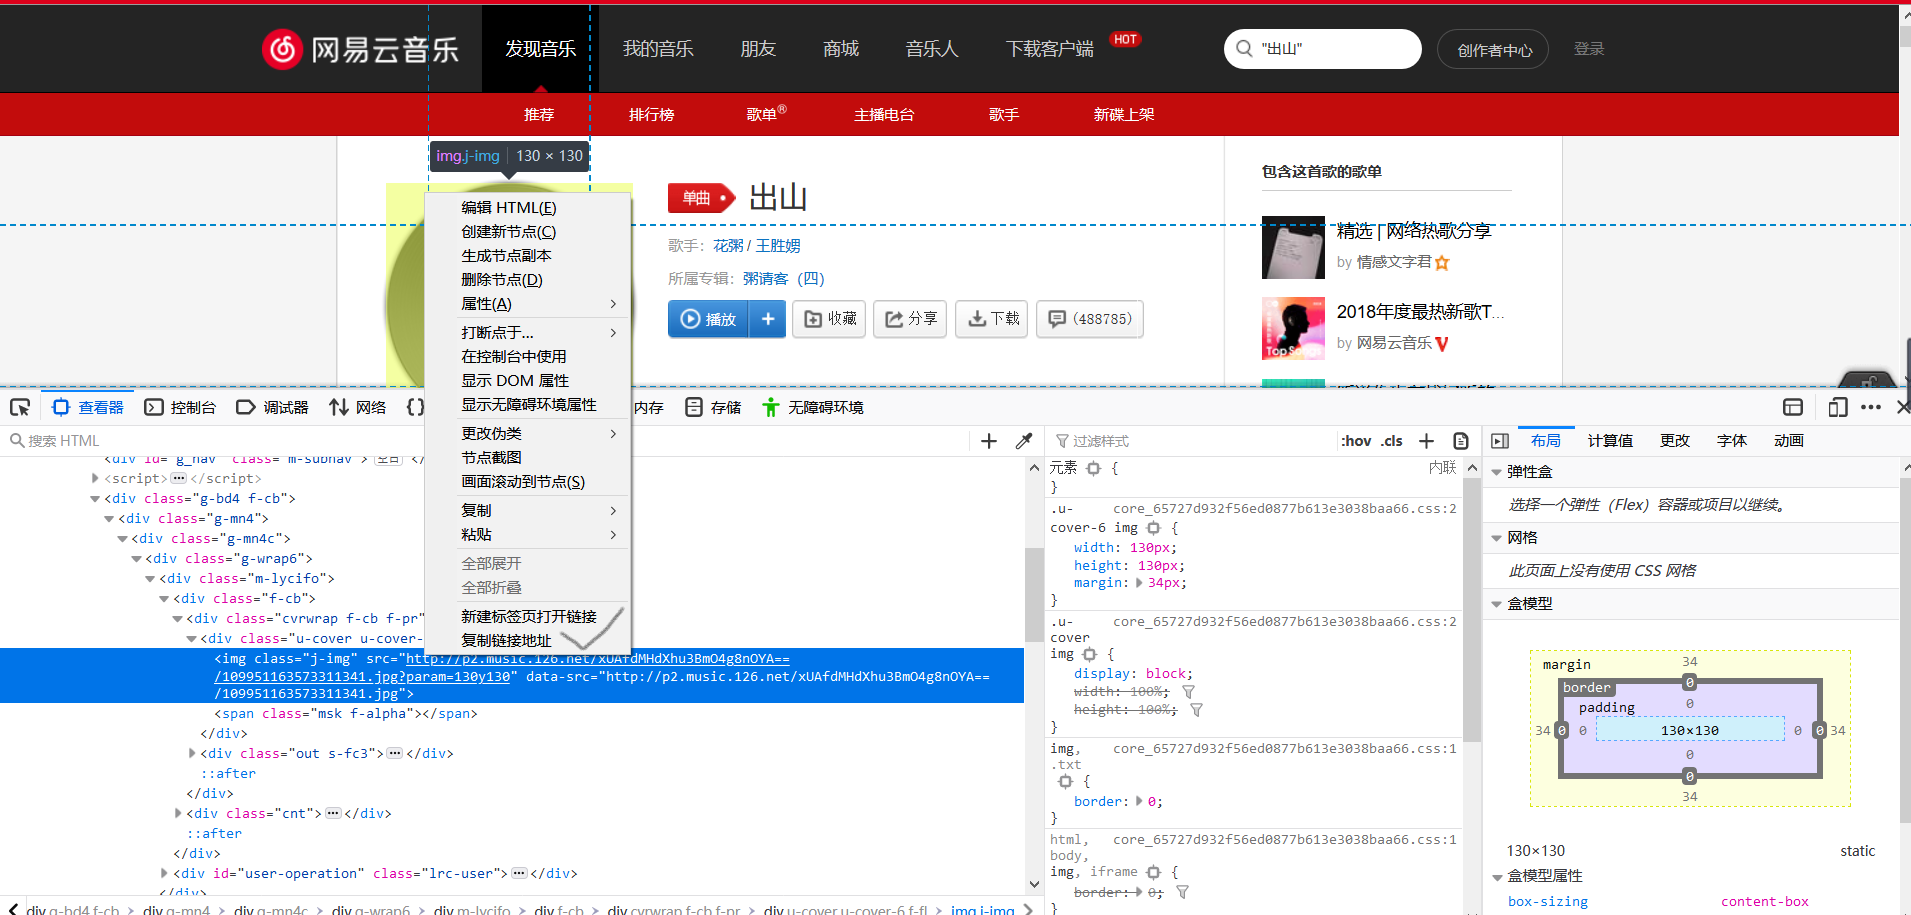 网易云音乐
发现音乐
我的音乐
朋友
商城
音乐人
下载客户端
HOT
"出山"
创作者中心
登录
推荐
排行榜
歌单®
主播电台
歌手
新碟上架
img.j-img | 130 × 130
单曲
出山
歌手：花粥 / 王胜娚
所属专辑：粥请客（四）
播放
+
收藏
分享
下载
(488785)
包含这首歌的歌单
精选 | 网络热歌分享
by 情感文字君
2018年度最热新歌T...
by 网易云音乐
Top Songs
编辑 HTML(E)
创建新节点(C)
生成节点副本
删除节点(D)
属性(A)
打断点于...
在控制台中使用
显示 DOM 属性
显示无障碍环境属性
更改伪类
节点截图
画面滚动到节点(S)
复制
粘贴
全部展开
全部折叠
新建标签页打开链接
复制链接地址
查看器
控制台
调试器
网络
{}
内存
存储
无障碍环境
搜索 HTML
<div id="g_nav" class="m-subnav"> 空白 </
<script>···</script>
<div class="g-bd4 f-cb">
<div class="g-mn4">
<div class="g-mn4c">
<div class="g-wrap6">
<div class="m-lycifo">
<div class="f-cb">
<div class="cvrwrap f-cb f-pr"
<div class="u-cover u-cover-
<img class="j-img" src="http://p2.music.126.net/xUAfdMHdXhu3BmO4g8nOYA==
/109951163573311341.jpg?param=130y130" data-src="http://p2.music.126.net/xUAfdMHdXhu3BmO4g8nOYA==
/109951163573311341.jpg">
<span class="msk f-alpha"></span>
</div>
<div class="out s-fc3">···</div>
::after
</div>
<div class="cnt">···</div>
::after
</div>
<div id="user-operation" class="lrc-user">···</div>
</div>
div.g-bd4.f-cb
div.g-mn4
div.g-mn4c
div.g-wrap6
div.m-lycifo
div.f-cb
div.cvrwrap.f-cb.f-pr
div.u-cover.u-cover-6.f-fl
img.j-img
过滤样式
:hov .cls +
元素 {
内联
}
.u-cover-6 img {
core_65727d932f56ed0877b613e3038baa66.css:2
width: 130px;
height: 130px;
margin: 34px;
}
.u-cover img {
core_65727d932f56ed0877b613e3038baa66.css:2
display: block;
width: 100%;
height: 100%;
}
img, .txt {
core_65727d932f56ed0877b613e3038baa66.css:1
border: 0;
}
html, body, img, iframe {
core_65727d932f56ed0877b613e3038baa66.css:1
border: 0;
}
布局
计算值
更改
字体
动画
弹性盒
选择一个弹性（Flex）容器或项目以继续。
网格
此页面上没有使用 CSS 网格
盒模型
margin
34
border
0
padding
0
34 0 0 130×130 0 0 34
0
0
34
130×130
static
盒模型属性
box-sizing
content-box